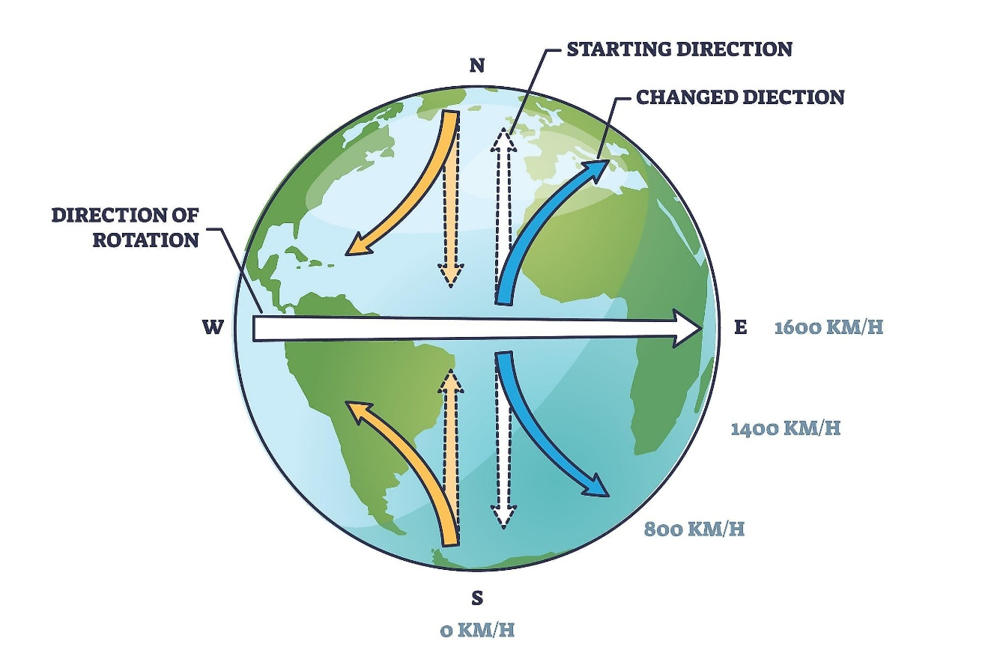 STARTING DIRECTION
N
CHANGED DIECTION
DIRECTION OF
ROTATION
W
E
1600 KM/H
1400 KM/H
800 KM/H
S
0 KM/H